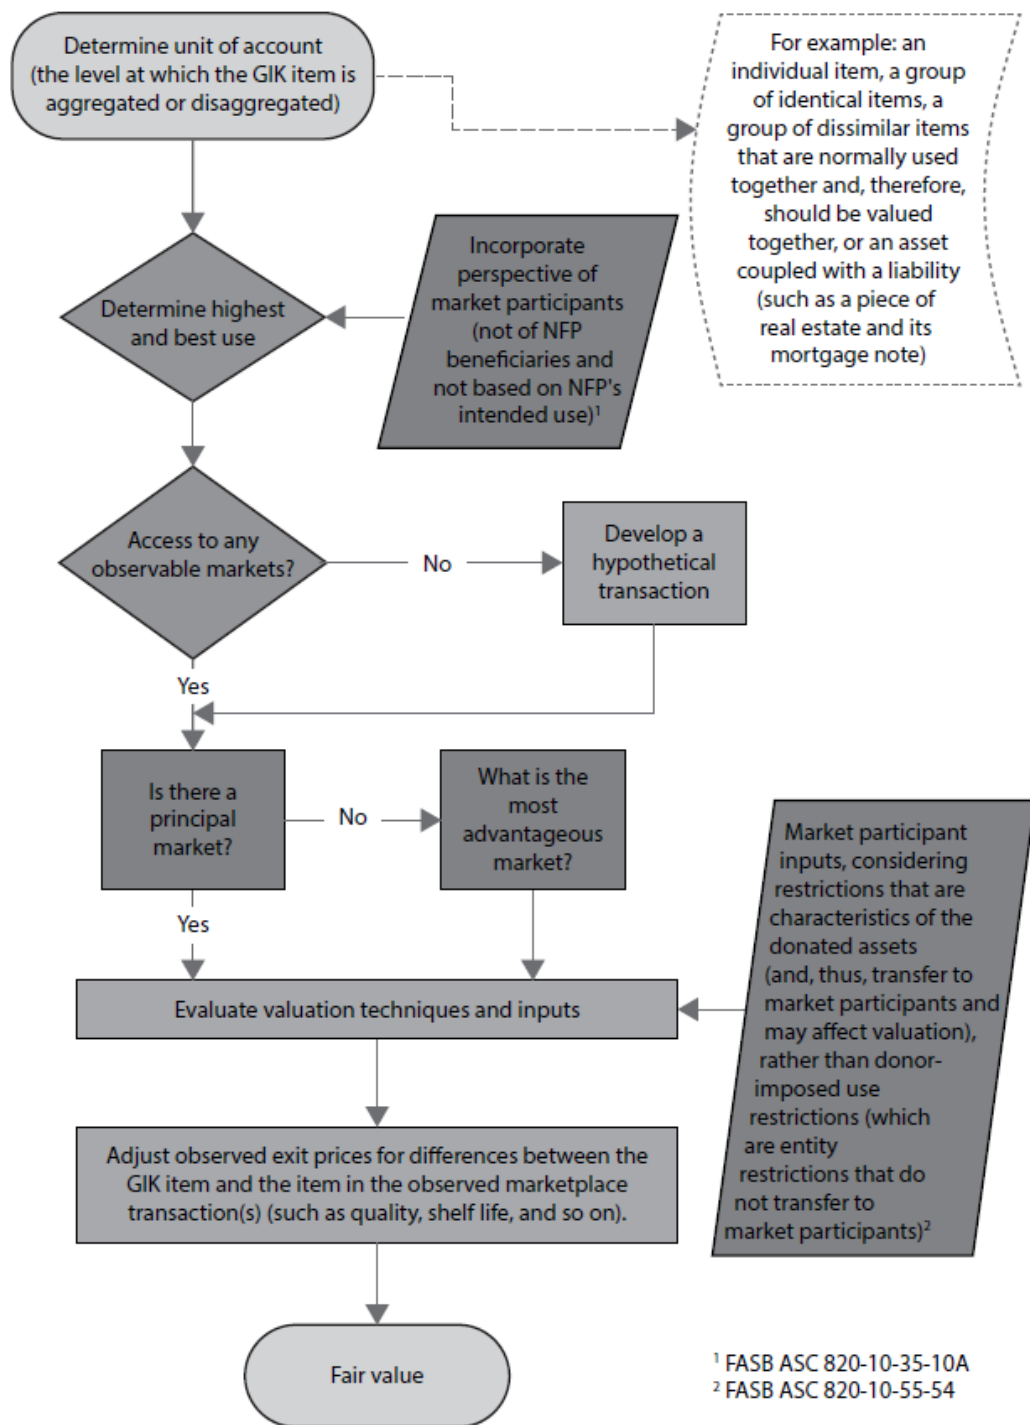 Determine unit of account
(the level at which the GIK item is
aggregated or disaggregated)
For example: an
individual item, a group
of identical items, a
group of dissimilar items
that are normally used
together and, therefore,
should be valued
together, or an asset
coupled with a liability
(such as a piece of
real estate and its
mortgage note)
Incorporate
perspective of
market participants
(not of NFP
beneficiaries and
not based on NFP's
intended use)¹
Determine highest
and best use
Access to any
observable markets?
No
Develop a
hypothetical
transaction
Yes
Is there a
principal
market?
No
What is the
most
advantageous
market?
Yes
Market participant
inputs, considering
restrictions that are
characteristics of the
donated assets
(and, thus, transfer to
market participants and
may affect valuation),
rather than donor-
imposed use
restrictions (which
are entity
restrictions that do
not transfer to
market participants)²
Evaluate valuation techniques and inputs
Adjust observed exit prices for differences between the
GIK item and the item in the observed marketplace
transaction(s) (such as quality, shelf life, and so on).
Fair value
¹ FASB ASC 820-10-35-10A
² FASB ASC 820-10-55-54